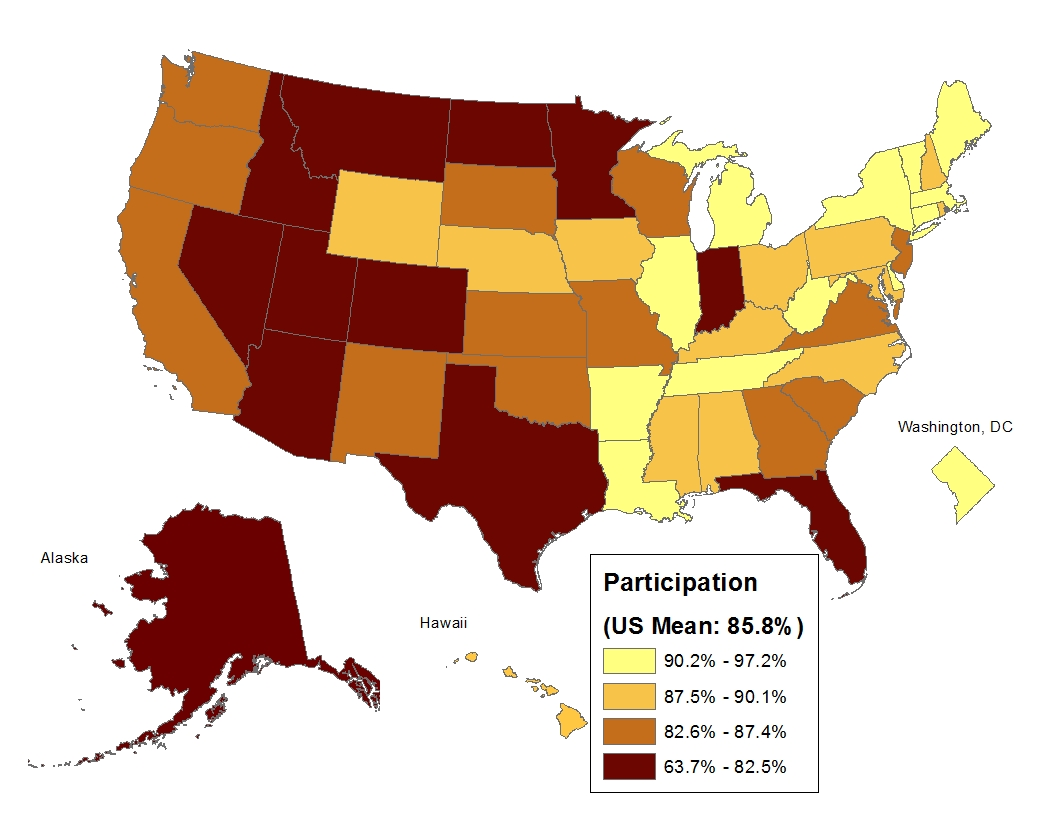 Washington, DC
Alaska
Hawaii
Participation
(US Mean: 85.8%)
90.2% - 97.2%
87.5% - 90.1%
82.6% - 87.4%
63.7% - 82.5%